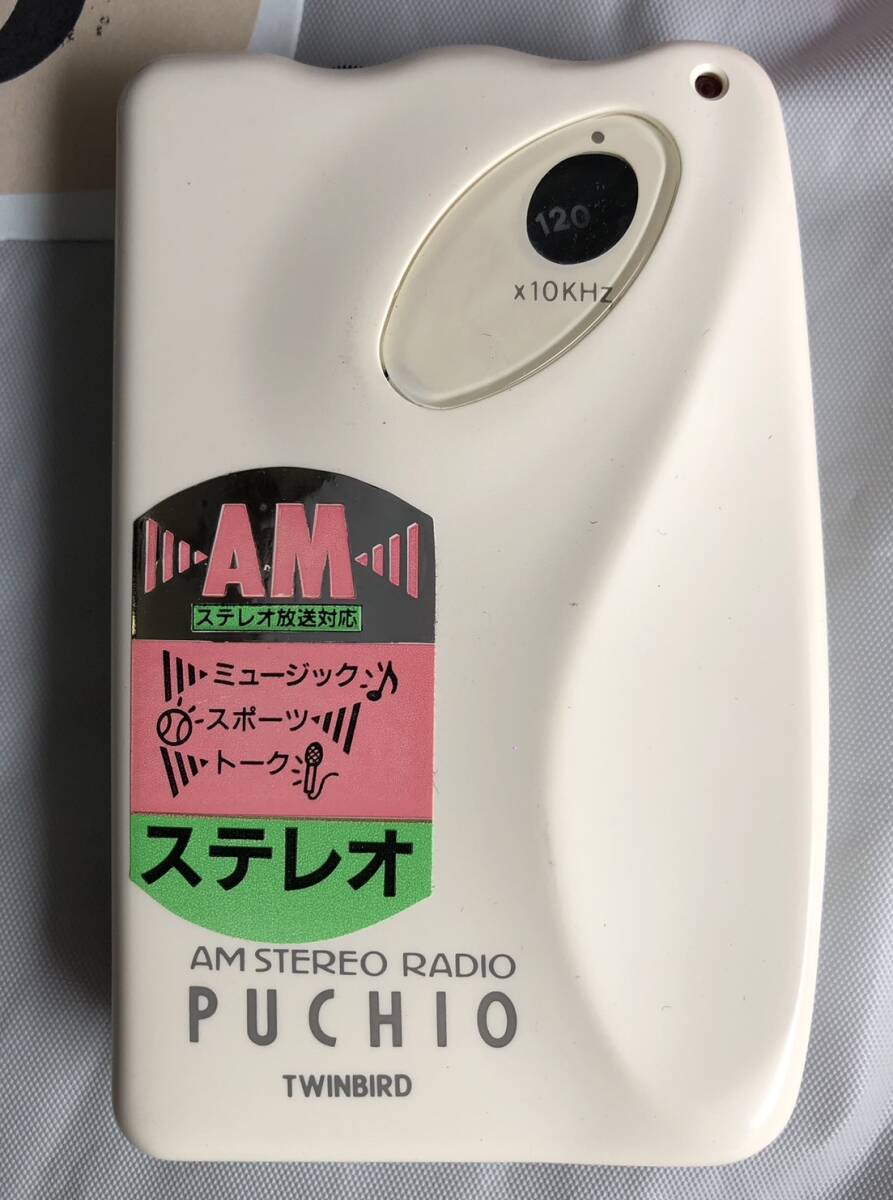 120
x10KHz
AM
ステレオ放送対応
ミュージック
スポーツ
トーク
ステレオ
AM STEREO RADIO
PUCHIO
TWINBIRD